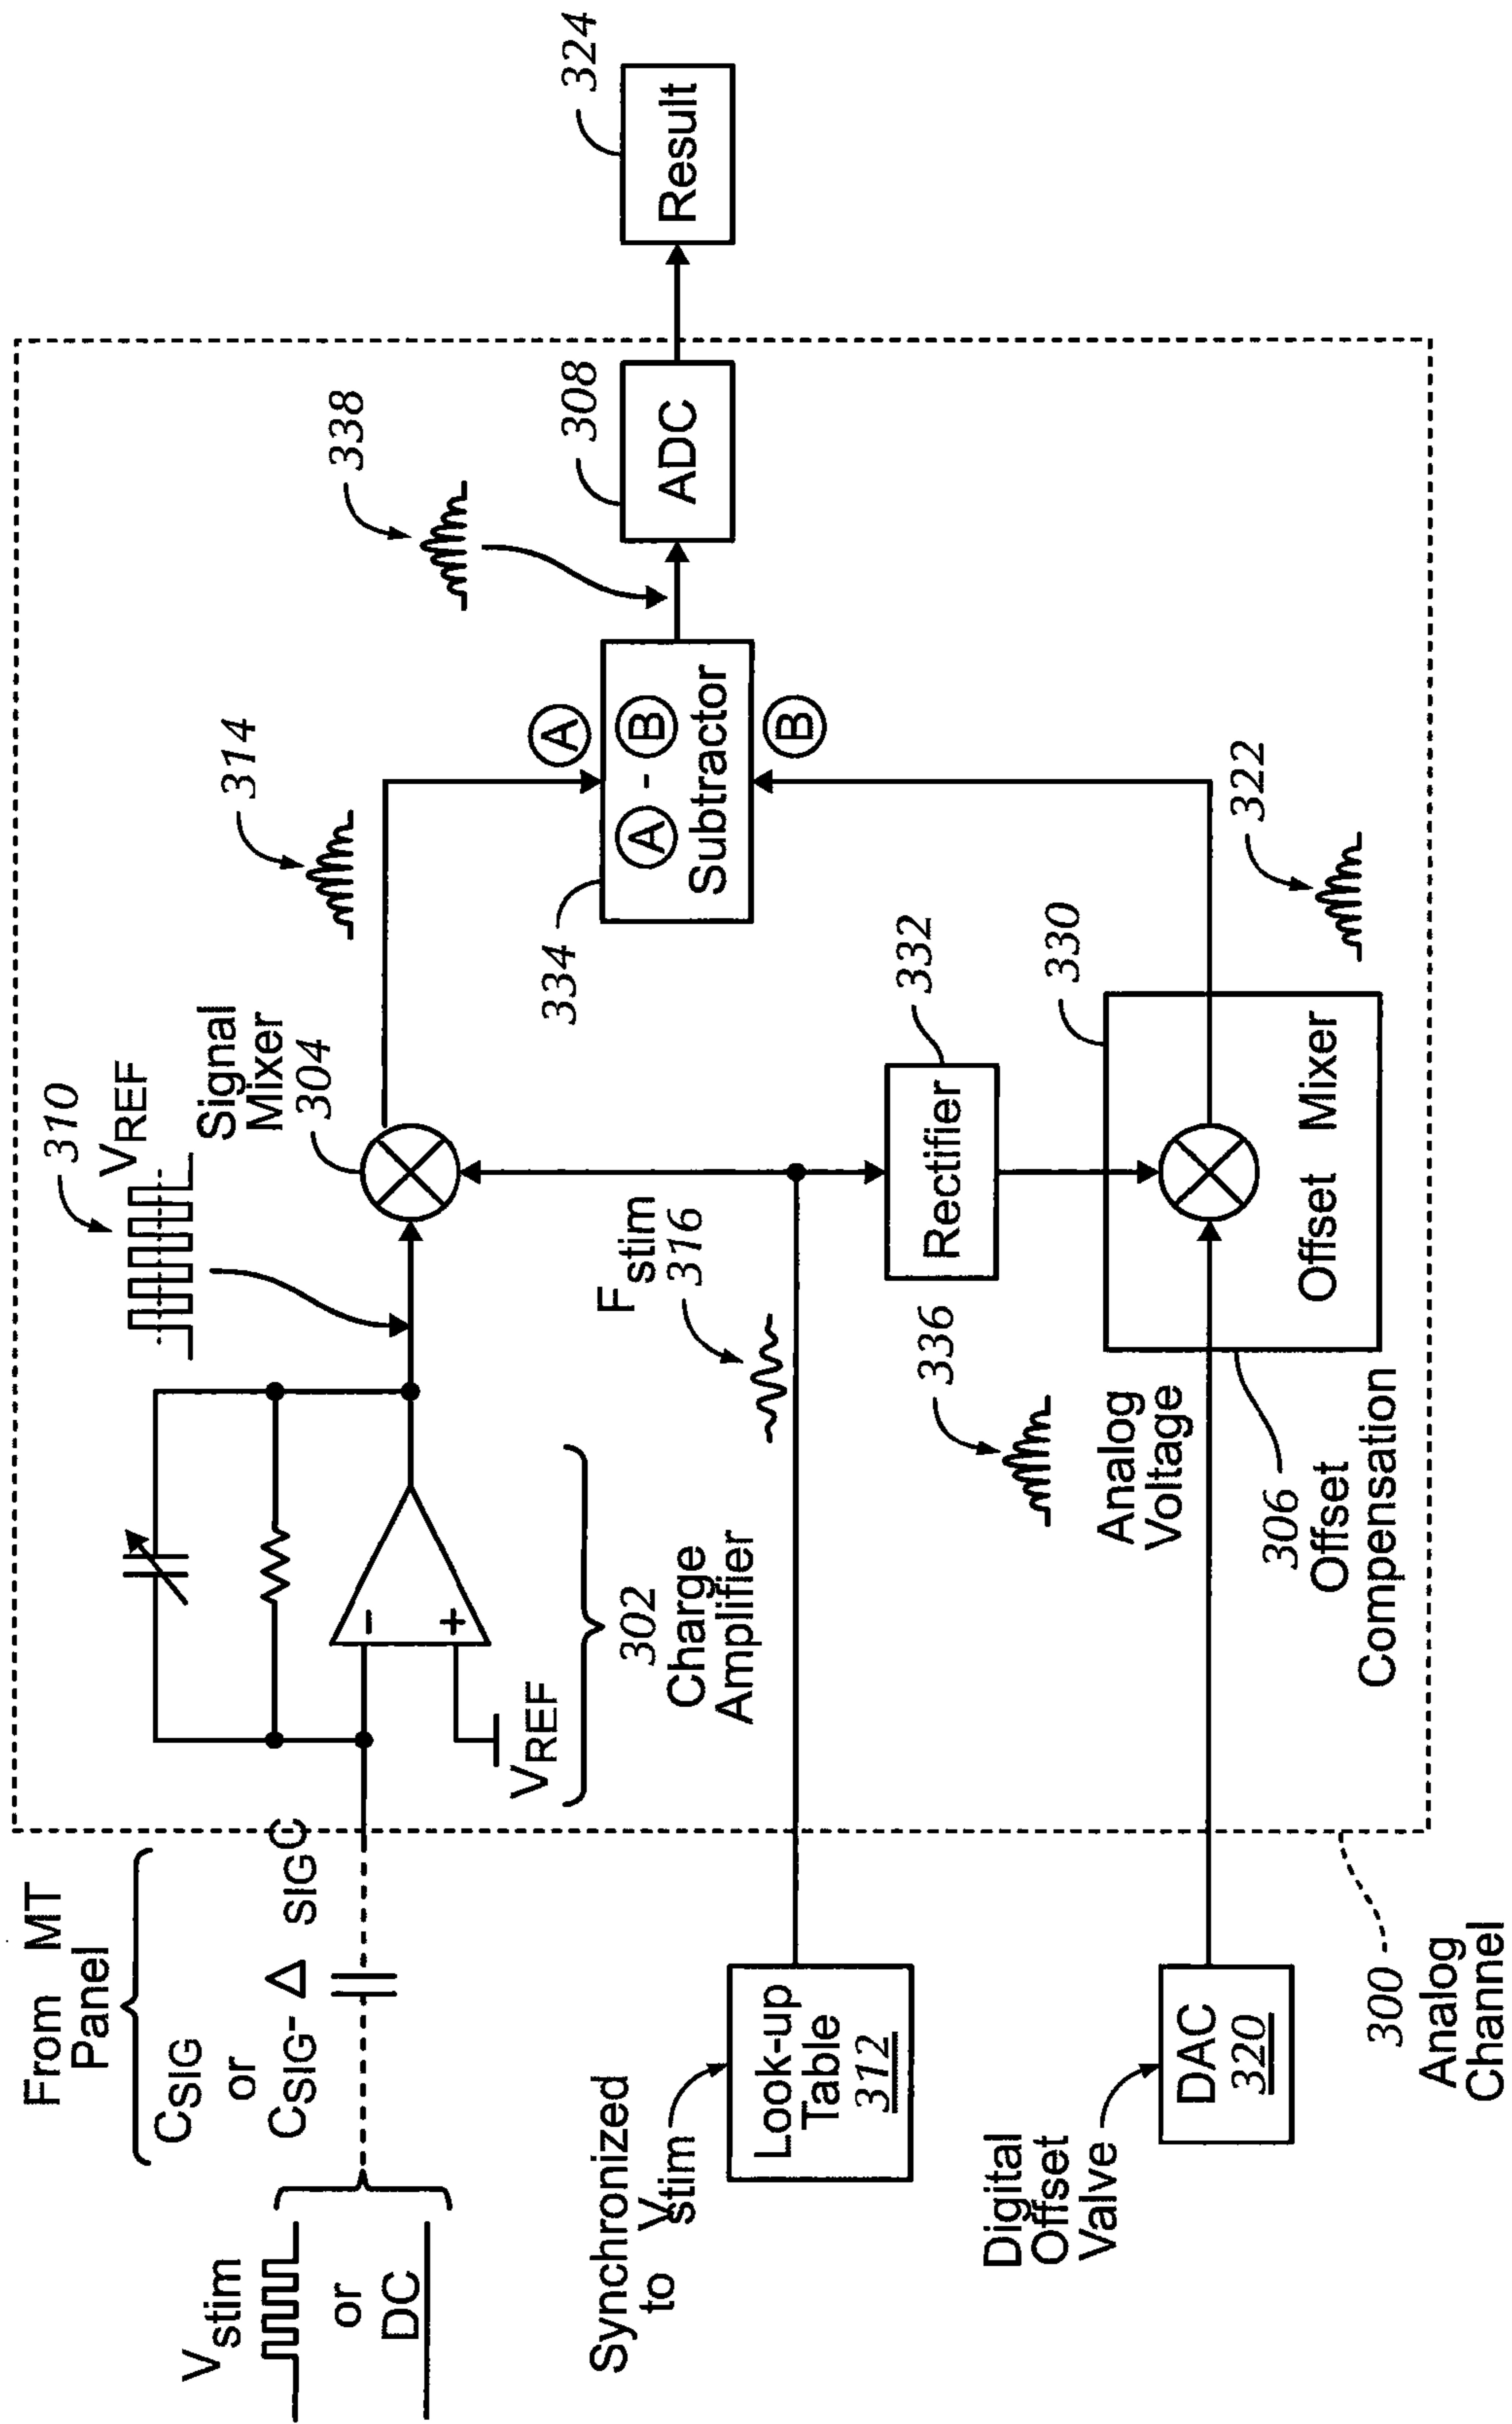 From MT
Panel
CSIG
or
CSIG- Δ SIGC
Vstim
or
DC
310
VREF
Signal
Mixer
304
314
338
-
+
VREF
302
Charge
Amplifier
A
A - B
Subtractor
B
334
308
ADC
324
Result
Synchronized
to Vstim
Look-up
Table
312
Fstim
316
Rectifier
332
336
Digital
Offset
Valve
DAC
320
Analog
Voltage
330
Offset Mixer
322
306
Offset
Compensation
300
Analog
Channel